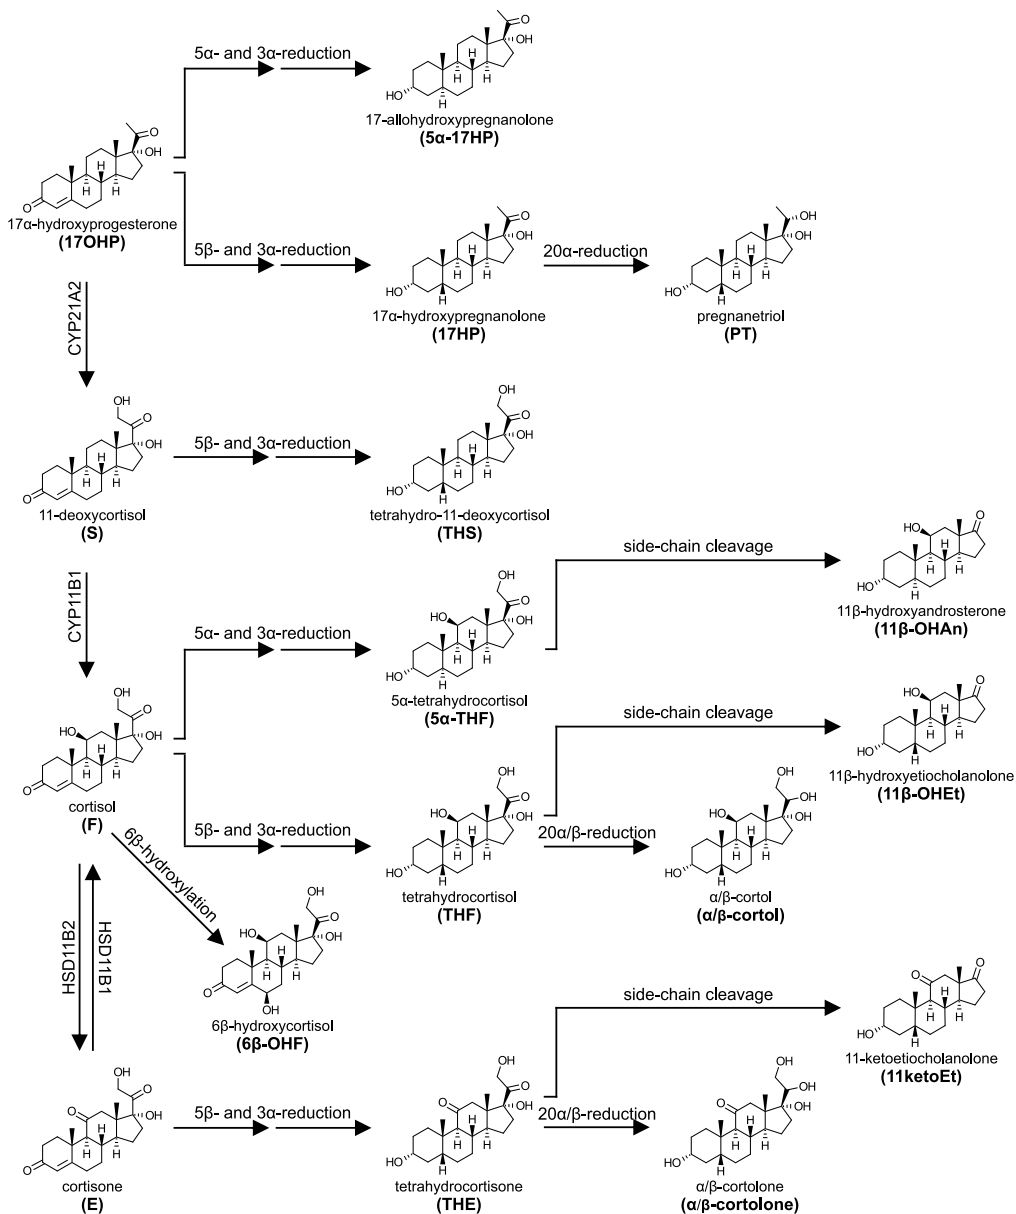 5α- and 3α-reduction
17-allohydroxypregnanolone
(5α-17HP)
17α-hydroxyprogesterone
(17OHP)
5β- and 3α-reduction
17α-hydroxypregnanolone
(17HP)
20α-reduction
pregnanetriol
(PT)
CYP21A2
11-deoxycortisol
(S)
5β- and 3α-reduction
tetrahydro-11-deoxycortisol
(THS)
CYP11B1
side-chain cleavage
11β-hydroxyandrosterone
(11β-OHAn)
5α- and 3α-reduction
5α-tetrahydrocortisol
(5α-THF)
cortisol
(F)
side-chain cleavage
11β-hydroxyetiocholanolone
(11β-OHEt)
5β- and 3α-reduction
tetrahydrocortisol
(THF)
20α/β-reduction
α/β-cortol
(α/β-cortol)
6β-hydroxylation
6β-hydroxycortisol
(6β-OHF)
HSD11B2
HSD11B1
side-chain cleavage
11-ketoetiocholanolone
(11ketoEt)
cortisone
(E)
5β- and 3α-reduction
tetrahydrocortisone
(THE)
20α/β-reduction
α/β-cortolone
(α/β-cortolone)